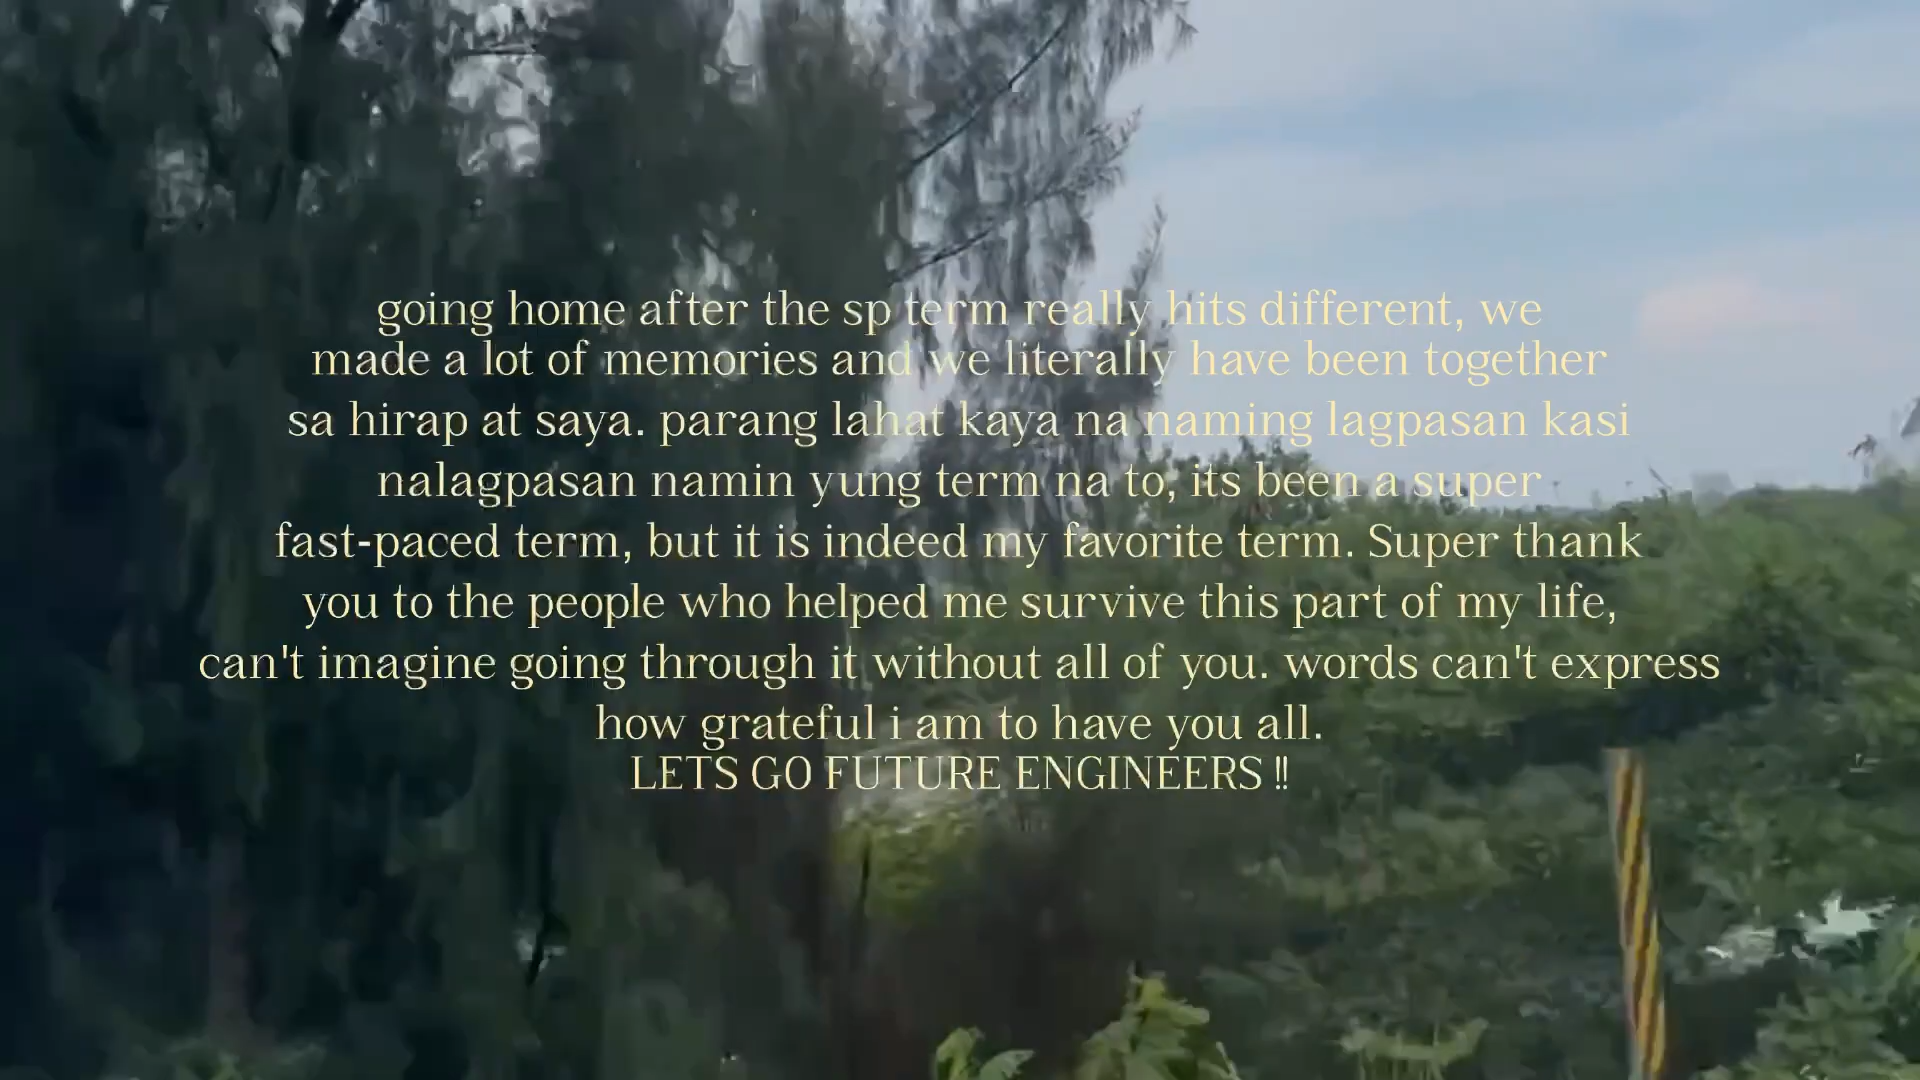 going home after the sp term really hits different, we
made a lot of memories and we literally have been together
sa hirap at saya. parang lahat kaya na naming lagpasan kasi
nalagpasan namin yung term na to, its been a super
fast-paced term, but it is indeed my favorite term. Super thank
you to the people who helped me survive this part of my life,
can't imagine going through it without all of you. words can't express
how grateful i am to have you all.
LETS GO FUTURE ENGINEERS !!